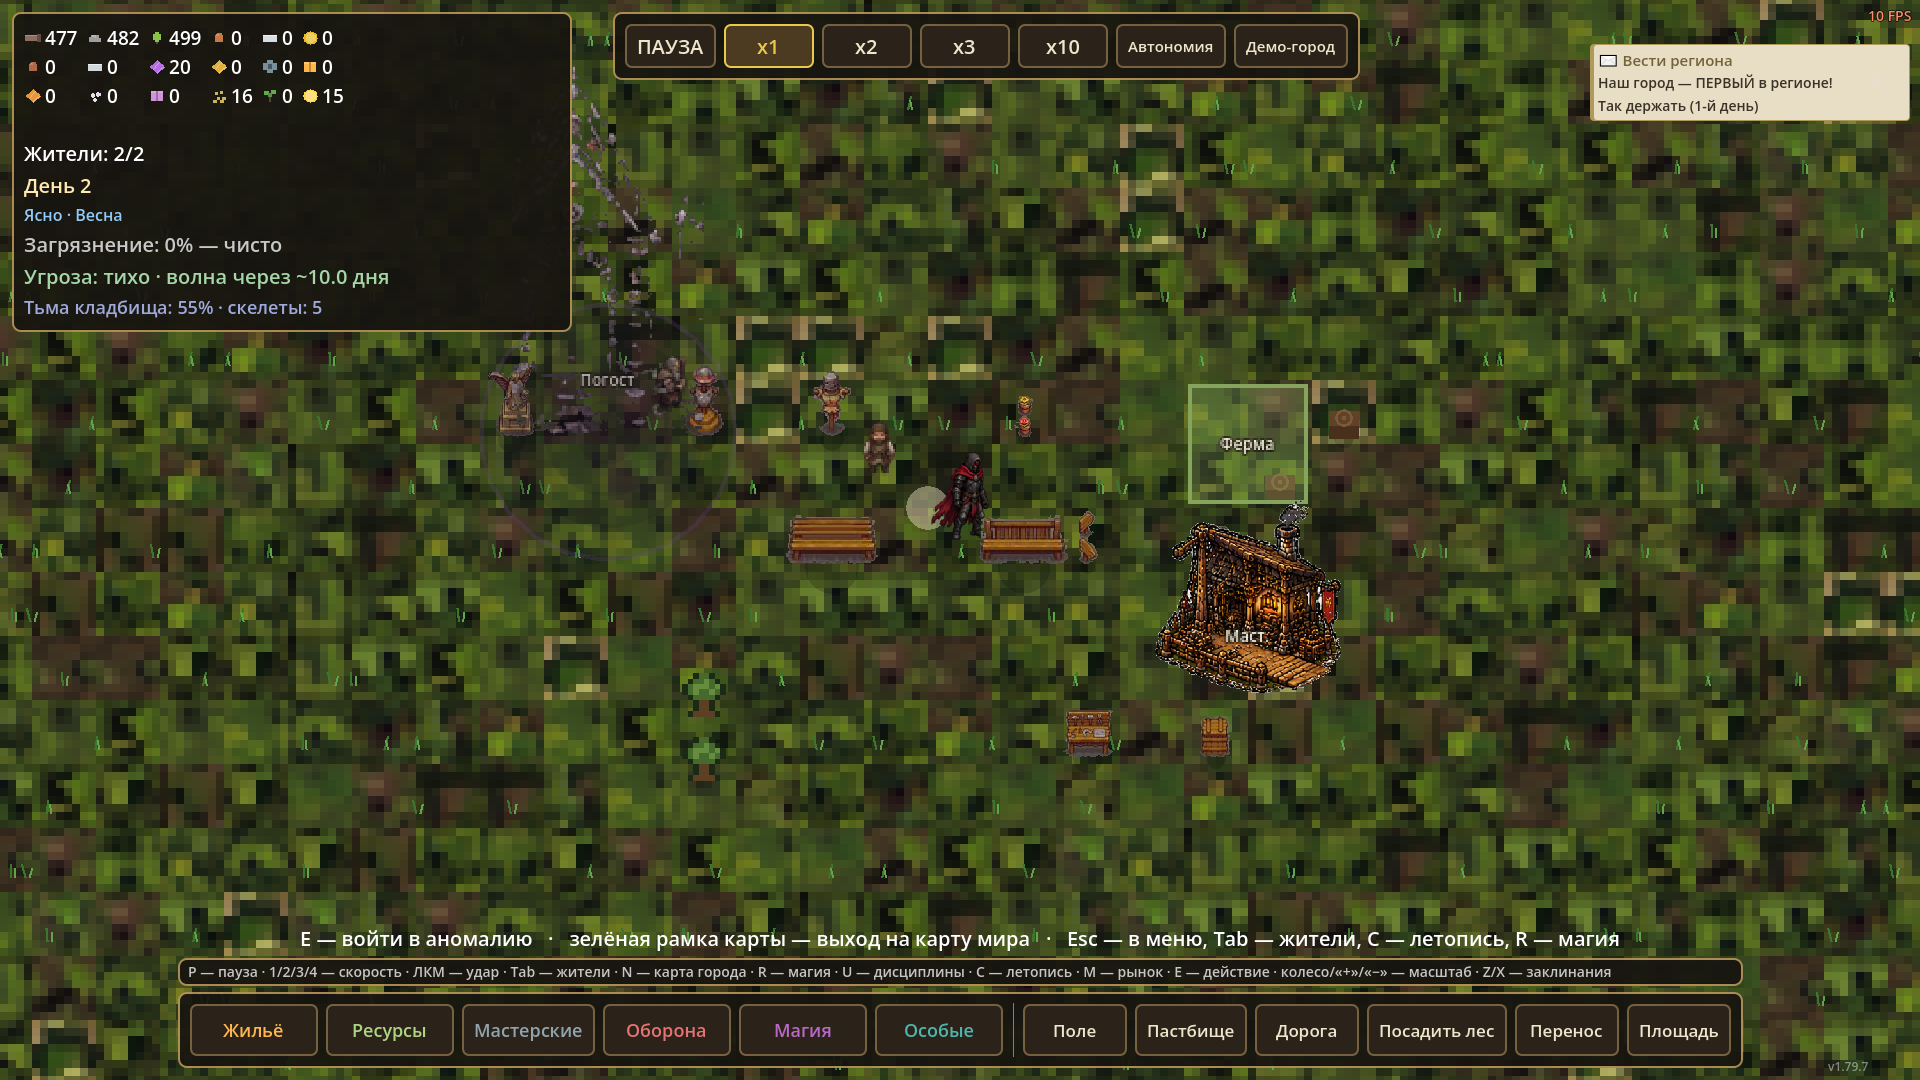 477 482 499 0 0 0
0 0 20 0 0 0
0 0 0 16 0 15
Жители: 2/2
День 2
Ясно · Весна
Загрязнение: 0% — чисто
Угроза: тихо · волна через ~10.0 дня
Тьма кладбища: 55% · скелеты: 5
ПАУЗА x1 x2 x3 x10 Автономия Демо-город
10 FPS
Вести региона
Наш город — ПЕРВЫЙ в регионе!
Так держать (1-й день)
Погост
Ферма
Маст.
E — войти в аномалию · зелёная рамка карты — выход на карту мира · Esc — в меню, Tab — жители, C — летопись, R — магия
P — пауза · 1/2/3/4 — скорость · ЛКМ — удар · Tab — жители · N — карта города · R — магия · U — дисциплины · C — летопись · M — рынок · E — действие · колесо/«+»/«−» — масштаб · Z/X — заклинания
Жильё Ресурсы Мастерские Оборона Магия Особые Поле Пастбище Дорога Посадить лес Перенос Площадь
v1.79.7